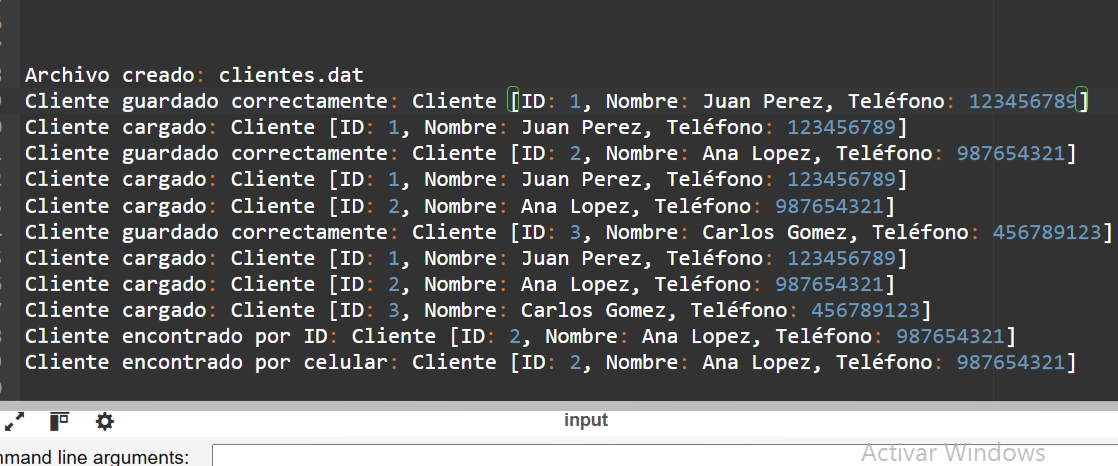 Archivo creado: clientes.dat
Cliente guardado correctamente: Cliente [ID: 1, Nombre: Juan Perez, Teléfono: 123456789]
Cliente cargado: Cliente [ID: 1, Nombre: Juan Perez, Teléfono: 123456789]
Cliente guardado correctamente: Cliente [ID: 2, Nombre: Ana Lopez, Teléfono: 987654321]
Cliente cargado: Cliente [ID: 1, Nombre: Juan Perez, Teléfono: 123456789]
Cliente cargado: Cliente [ID: 2, Nombre: Ana Lopez, Teléfono: 987654321]
Cliente guardado correctamente: Cliente [ID: 3, Nombre: Carlos Gomez, Teléfono: 456789123]
Cliente cargado: Cliente [ID: 1, Nombre: Juan Perez, Teléfono: 123456789]
Cliente cargado: Cliente [ID: 2, Nombre: Ana Lopez, Teléfono: 987654321]
Cliente cargado: Cliente [ID: 3, Nombre: Carlos Gomez, Teléfono: 456789123]
Cliente encontrado por ID: Cliente [ID: 2, Nombre: Ana Lopez, Teléfono: 987654321]
Cliente encontrado por celular: Cliente [ID: 2, Nombre: Ana Lopez, Teléfono: 987654321]
input
mmand line arguments:
Activar Windows